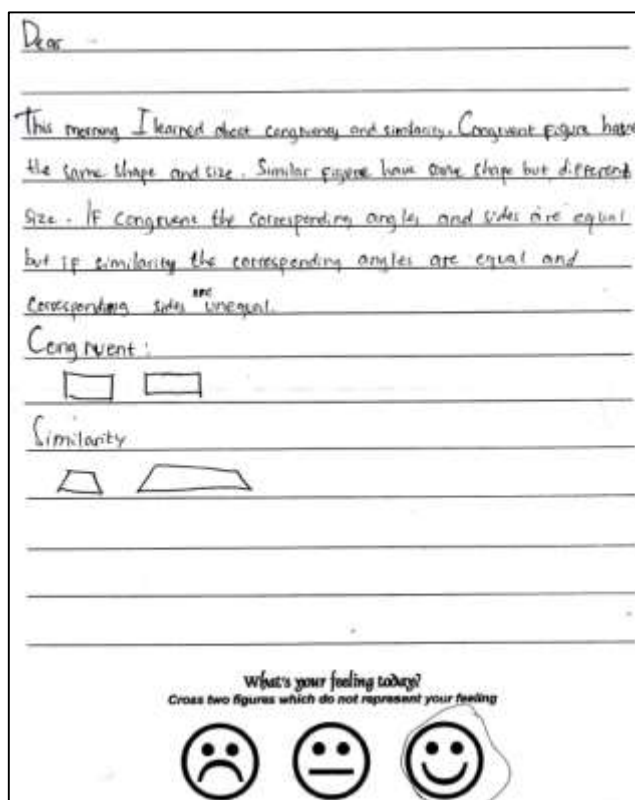 Dear
This morning I learned about congruency and similarity. Congruent figure have
the same shape and size. Similar figure have same shape but different
size. If congruent the corresponding angles and sides are equal
but if similarity the corresponding angles are equal and
corresponding sides are unequal.
Congruent :
Similarity
What's your feeling today?
Cross two figures which do not represent your feeling